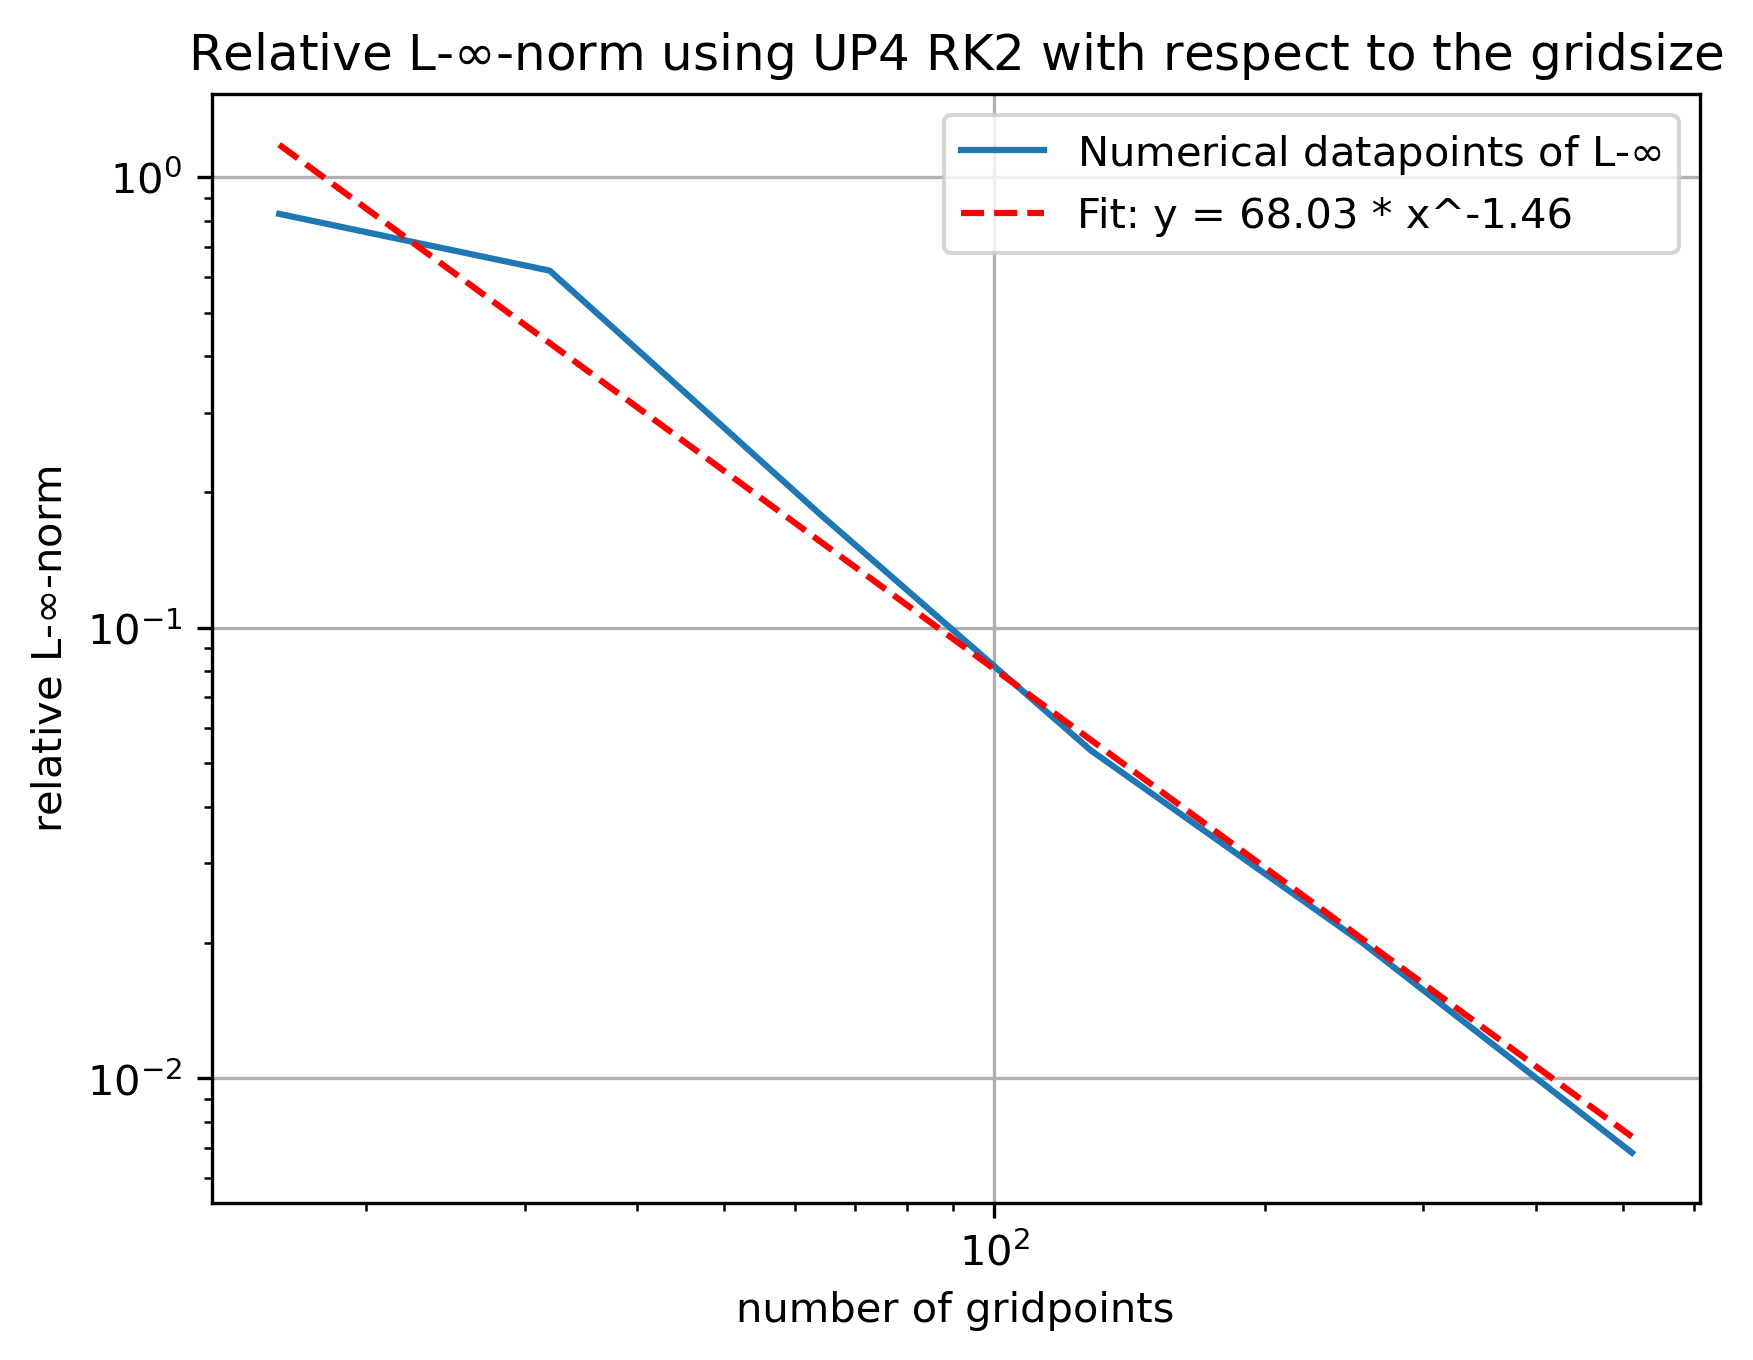 Relative L-∞-norm using UP4 RK2 with respect to the gridsize
Numerical datapoints of L-∞
Fit: y = 68.03 * x^-1.46
10⁰
10⁻¹
10⁻²
relative L-∞-norm
10²
number of gridpoints